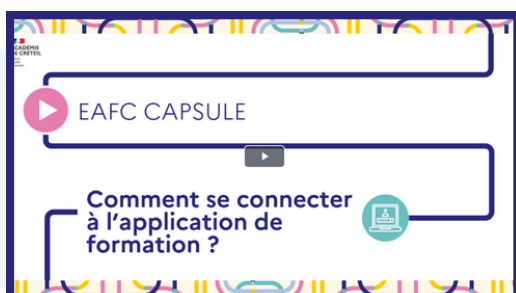 ACADÉMIE
DE CRÉTEIL
EAFC CAPSULE
Comment se connecter
à l'application de
formation ?